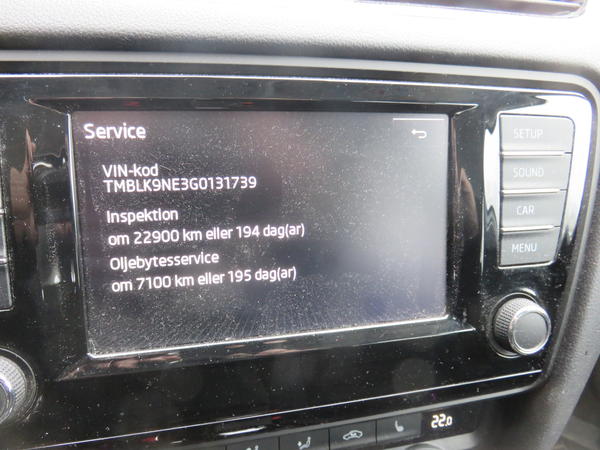 Service
VIN-kod
TMBLK9NE3G0131739
Inspektion
om 22900 km eller 194 dag(ar)
Oljebytesservice
om 7100 km eller 195 dag(ar)
SETUP
SOUND
CAR
MENU
22.0